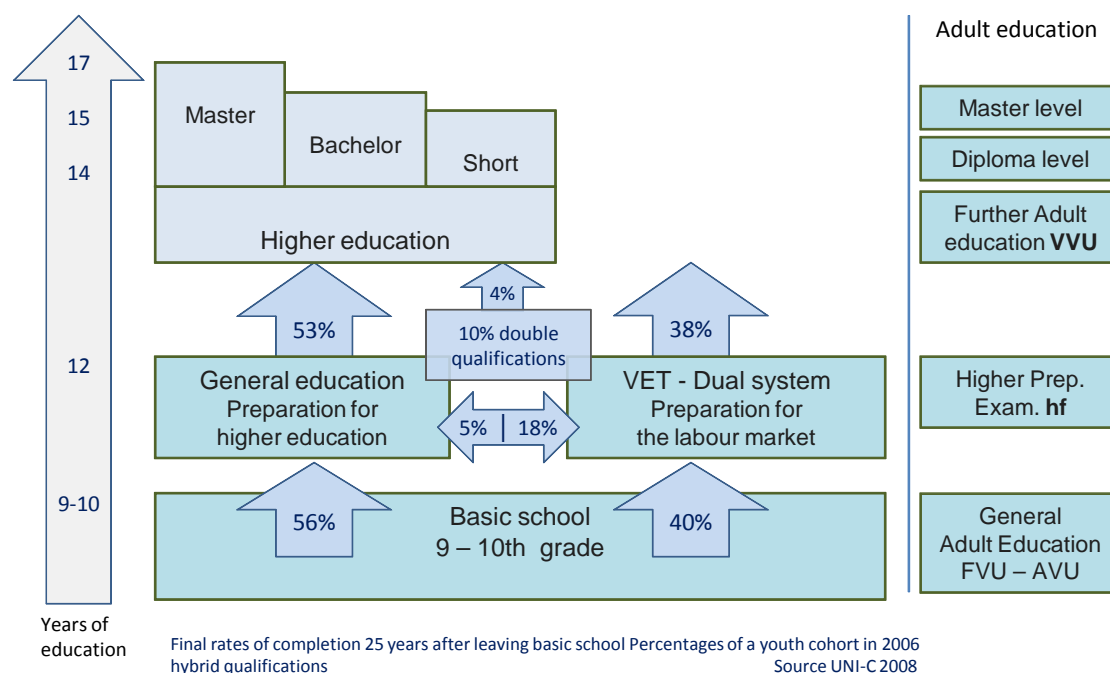 Adult education
17
15
14
12
9-10
Years of
education
Master
Bachelor
Short
Higher education
53%
4%
38%
10% double
qualifications
General education
Preparation for
higher education
5% | 18%
VET - Dual system
Preparation for
the labour market
56%
Basic school
9 – 10th grade
40%
Master level
Diploma level
Further Adult
education VVU
Higher Prep.
Exam. hf
General
Adult Education
FVU – AVU
Final rates of completion 25 years after leaving basic school Percentages of a youth cohort in 2006
hybrid qualifications
Source UNI-C 2008